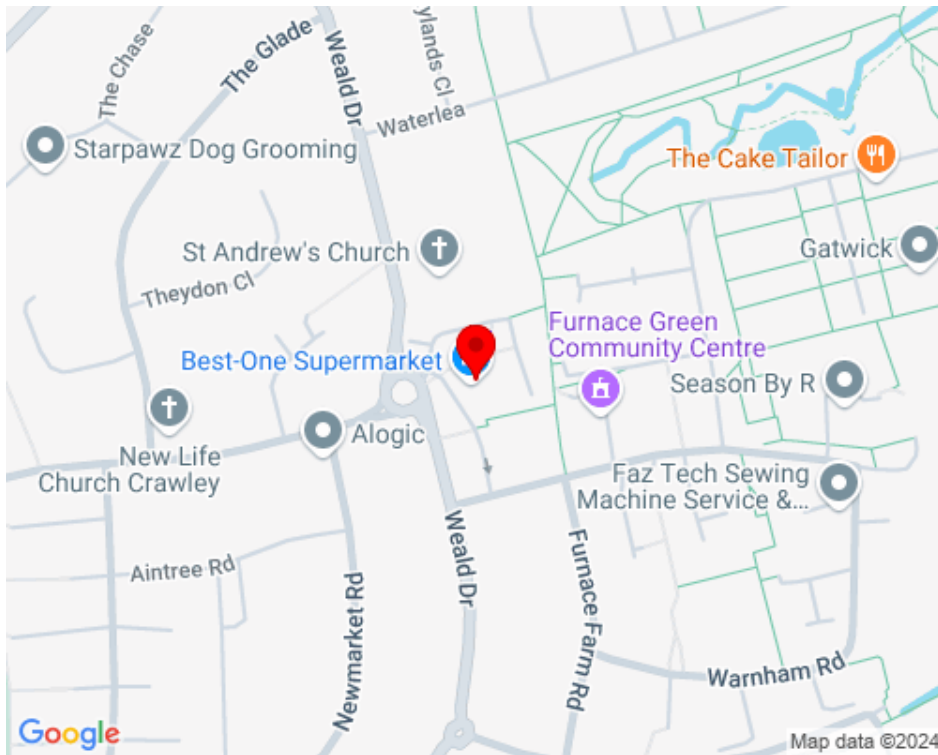 The Chase
The Glade
Weald Dr
ylands Cl
Waterlea
Starpawz Dog Grooming
The Cake Tailor
St Andrew's Church
Gatwick
Theydon Cl
Furnace Green
Community Centre
Best-One Supermarket
Season By R
New Life
Church Crawley
Alogic
Faz Tech Sewing
Machine Service &...
Weald Dr
Aintree Rd
Newmarket Rd
Furnace Farm Rd
Warnham Rd
Google
Map data ©2024